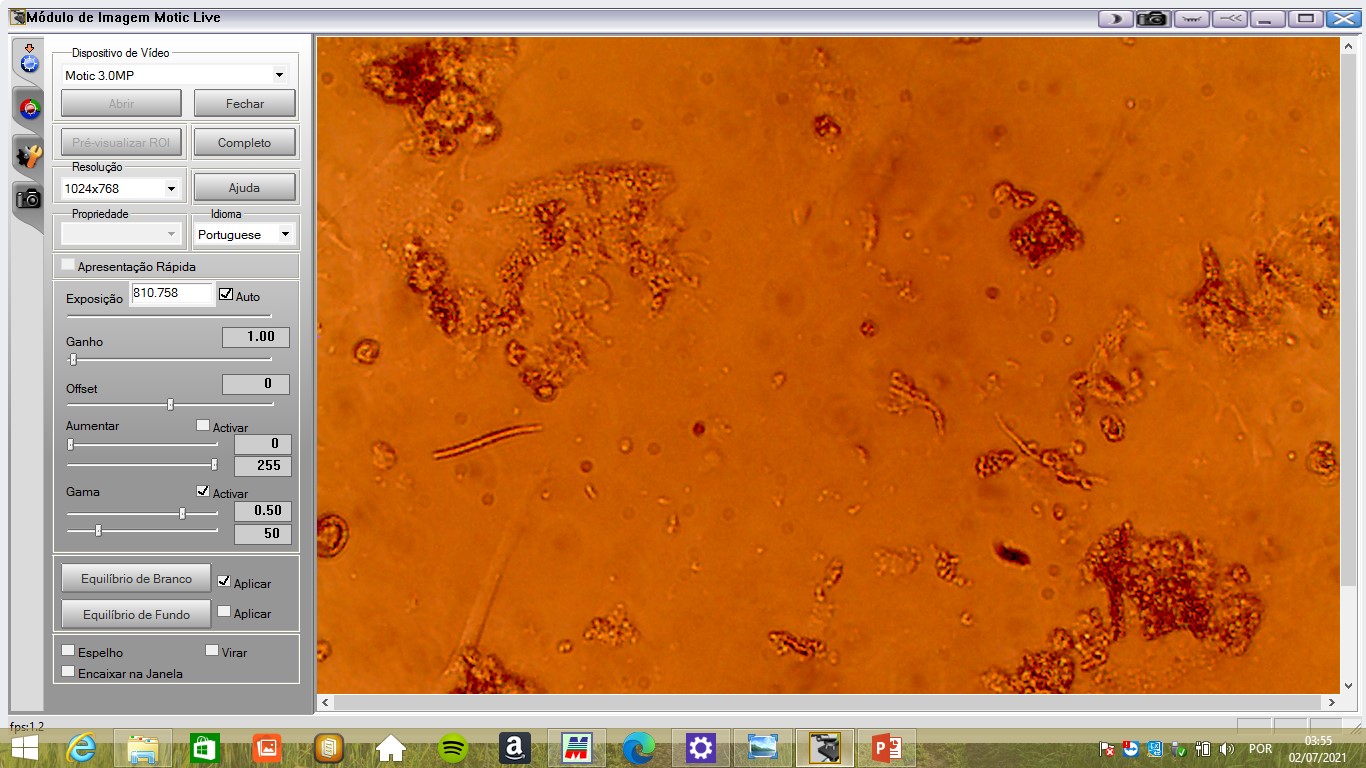 Módulo de Imagem Motic Live
Dispositivo de Vídeo
Motic 3.0MP
Abrir
Fechar
Pré-visualizar ROI
Completo
Resolução
1024x768
Ajuda
Propriedade
Idioma
Portuguese
Apresentação Rápida
Exposição
810.758
Auto
Ganho
1.00
Offset
0
Aumentar
Activar
0
255
Gama
Activar
0.50
50
Equilíbrio de Branco
Aplicar
Equilíbrio de Fundo
Aplicar
Espelho
Virar
Encaixar na Janela
fps:1.2
POR
03:55
02/07/2021